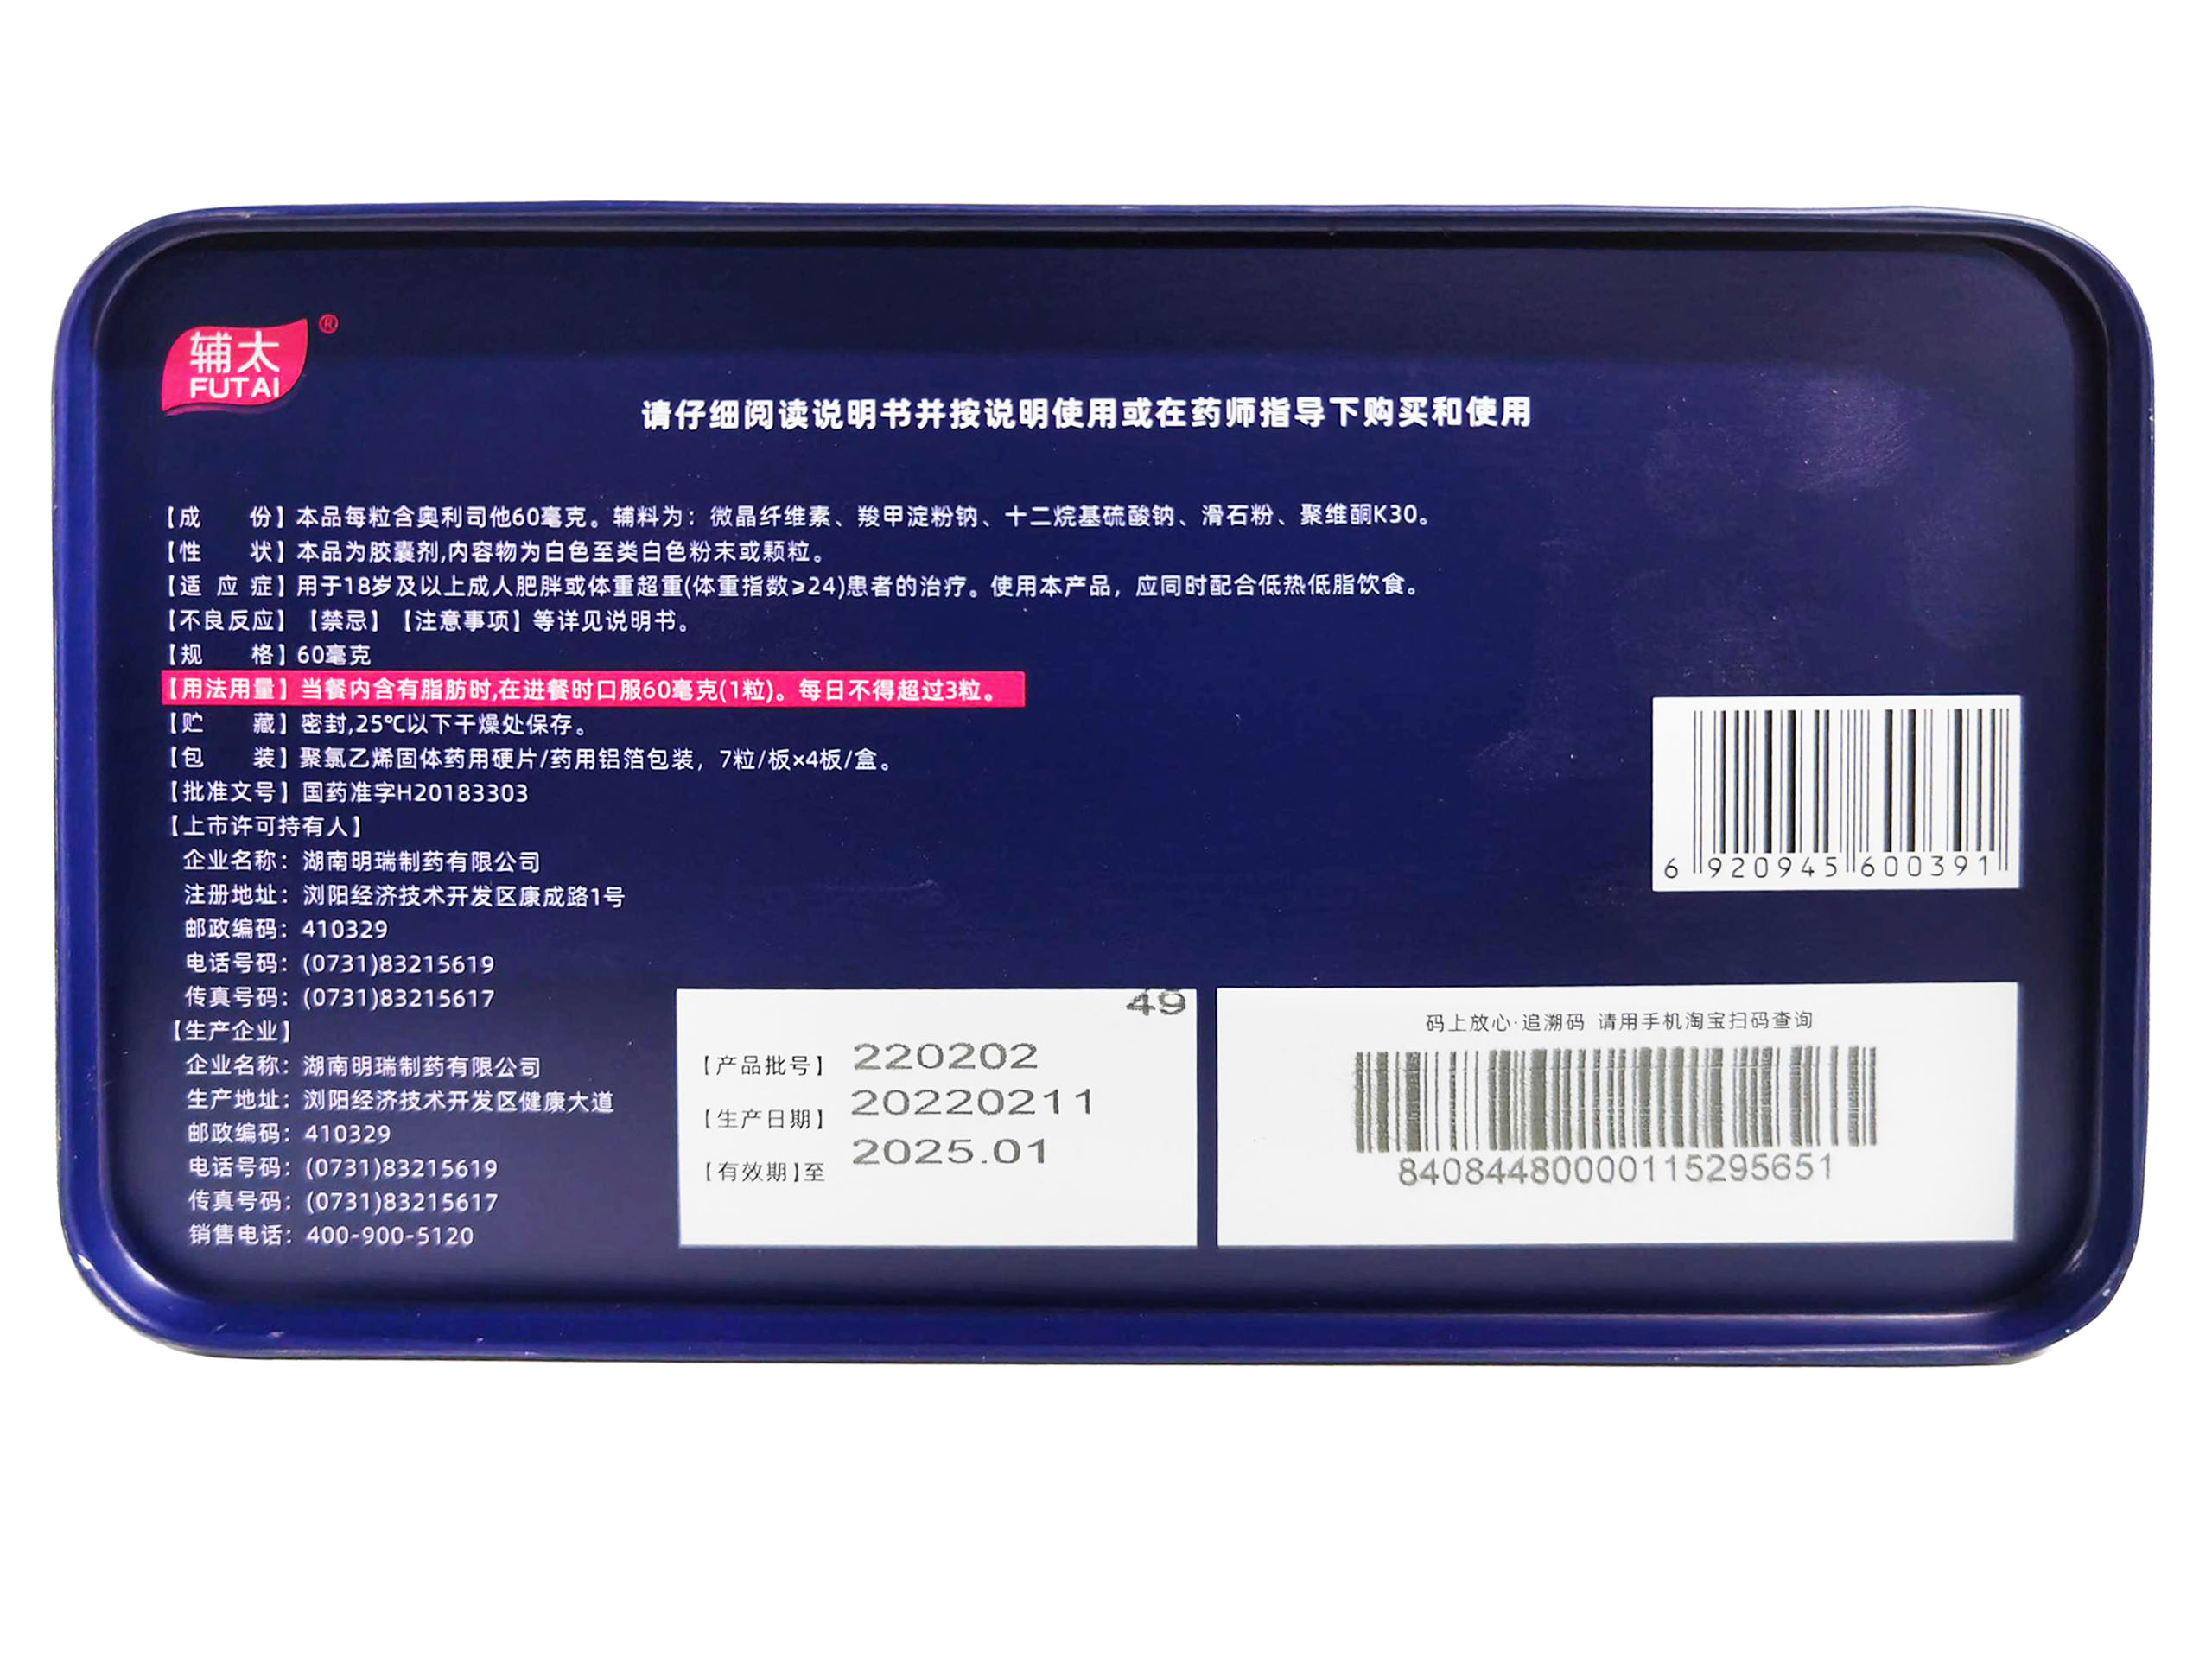 辅太®
FUTAI
请仔细阅读说明书并按说明使用或在药师指导下购买和使用
【成 份】本品每粒含奥利司他60毫克。辅料为：微晶纤维素、羧甲淀粉钠、十二烷基硫酸钠、滑石粉、聚维酮K30。
【性 状】本品为胶囊剂,内容物为白色至类白色粉末或颗粒。
【适 应 症】用于18岁及以上成人肥胖或体重超重(体重指数≥24)患者的治疗。使用本产品，应同时配合低热低脂饮食。
【不良反应】【禁忌】【注意事项】等详见说明书。
【规 格】60毫克
【用法用量】当餐内含有脂肪时,在进餐时口服60毫克(1粒)。每日不得超过3粒。
【贮 藏】密封,25℃以下干燥处保存。
【包 装】聚氯乙烯固体药用硬片/药用铝箔包装，7粒/板×4板/盒。
【批准文号】国药准字H20183303
【上市许可持有人】
企业名称：湖南明瑞制药有限公司
注册地址：浏阳经济技术开发区康成路1号
邮政编码：410329
电话号码：(0731)83215619
传真号码：(0731)83215617
【生产企业】
企业名称：湖南明瑞制药有限公司
生产地址：浏阳经济技术开发区健康大道
邮政编码：410329
电话号码：(0731)83215619
传真号码：(0731)83215617
销售电话：400-900-5120
49
【产品批号】220202
【生产日期】20220211
【有效期】至 2025.01
6 920945 600391
码上放心·追溯码 请用手机淘宝扫码查询
84084480000115295651